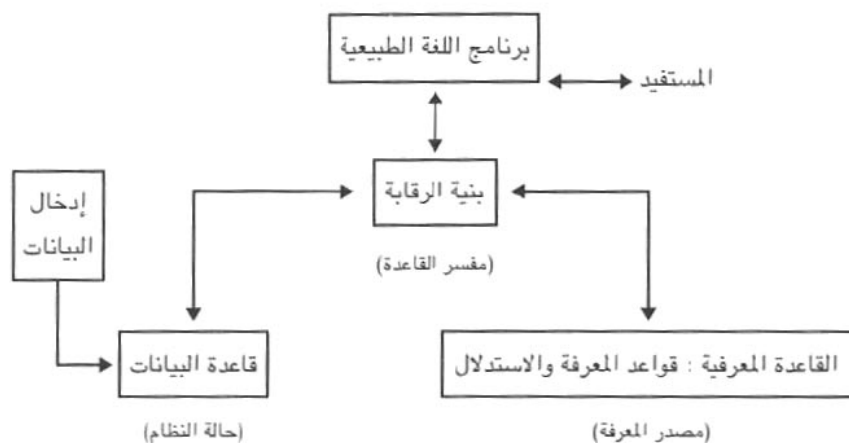 برنامج اللغة الطبيعية
المستفيد
بنية الرقابة
(مفسر القاعدة)
إدخال
البيانات
القاعدة المعرفية : قواعد المعرفة والاستدلال
(مصدر المعرفة)
قاعدة البيانات
(حالة النظام)